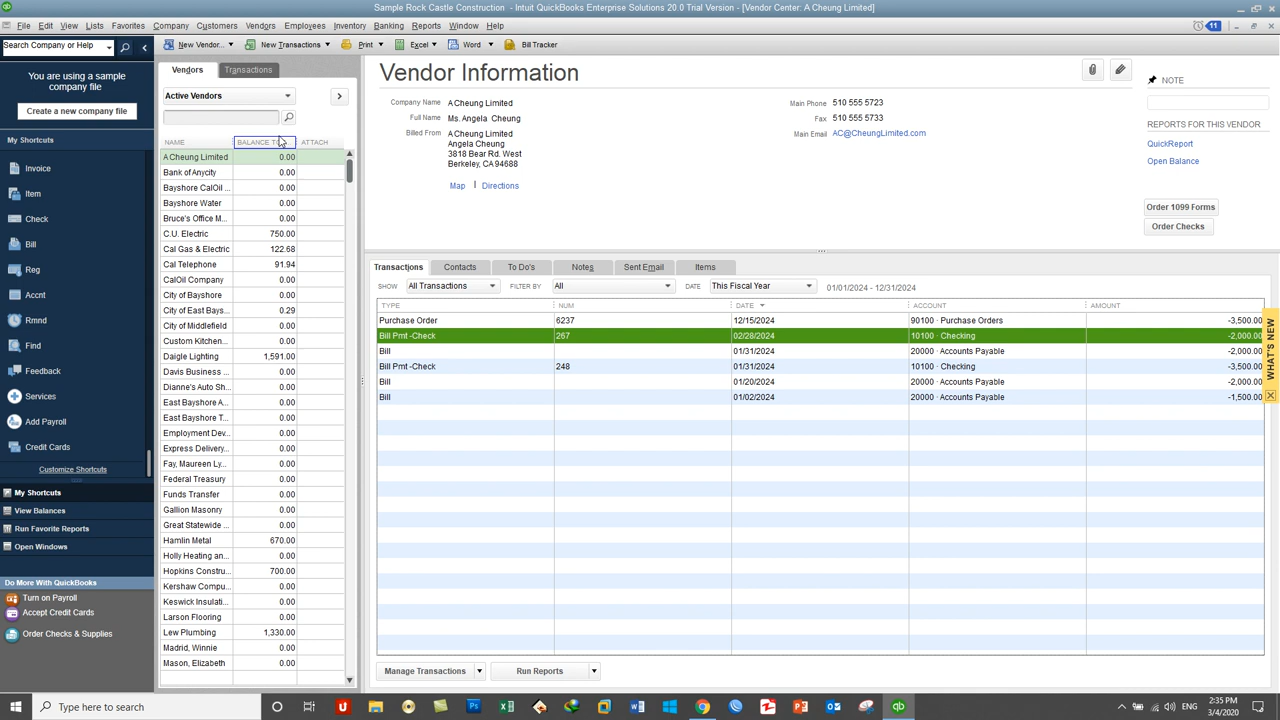 Sample Rock Castle Construction - Intuit QuickBooks Enterprise Solutions 20.0 Trial Version - [Vendor Center: A Cheung Limited]
File Edit View Lists Favorites Company Customers Vendors Employees Inventory Banking Reports Window Help 11
Search Company or Help
New Vendor... New Transactions Print Excel Word Bill Tracker
You are using a sample
company file
Create a new company file
My Shortcuts
Invoice
Item
Check
Bill
Reg
Accnt
Rmnd
Find
Feedback
Services
Add Payroll
Credit Cards
Customize Shortcuts
My Shortcuts
View Balances
Run Favorite Reports
Open Windows
Do More With QuickBooks
Turn on Payroll
Accept Credit Cards
Order Checks & Supplies
Vendors Transactions
Active Vendors
NAME BALANCE TO... ATTACH
A Cheung Limited 0.00
Bank of Anycity 0.00
Bayshore CalOil ... 0.00
Bayshore Water 0.00
Bruce's Office M... 0.00
C.U. Electric 750.00
Cal Gas & Electric 122.68
Cal Telephone 91.94
CalOil Company 0.00
City of Bayshore 0.00
City of East Bays... 0.29
City of Middlefield 0.00
Custom Kitchen... 0.00
Daigle Lighting 1,591.00
Davis Business ... 0.00
Dianne's Auto Sh... 0.00
East Bayshore A... 0.00
East Bayshore T... 0.00
Employment Dev... 0.00
Express Delivery... 0.00
Fay, Maureen Ly... 0.00
Federal Treasury 0.00
Funds Transfer 0.00
Gallion Masonry 0.00
Great Statewide ... 0.00
Hamlin Metal 670.00
Holly Heating an... 0.00
Hopkins Constru... 700.00
Kershaw Compu... 0.00
Keswick Insulati... 0.00
Larson Flooring 0.00
Lew Plumbing 1,330.00
Madrid, Winnie 0.00
Mason, Elizabeth 0.00
Vendor Information
Company Name A Cheung Limited
Full Name Ms. Angela Cheung
Billed From A Cheung Limited
Angela Cheung
3818 Bear Rd. West
Berkeley, CA 94688
Map Directions
Main Phone 510 555 5723
Fax 510 555 5733
Main Email AC@CheungLimited.com
NOTE
REPORTS FOR THIS VENDOR
QuickReport
Open Balance
Order 1099 Forms
Order Checks
Transactions Contacts To Do's Notes Sent Email Items
SHOW All Transactions FILTER BY All DATE This Fiscal Year 01/01/2024 - 12/31/2024
TYPE NUM DATE ACCOUNT AMOUNT
Purchase Order 6237 12/15/2024 90100 · Purchase Orders -3,500.00
Bill Pmt -Check 267 02/28/2024 10100 · Checking -2,000.00
Bill 01/31/2024 20000 · Accounts Payable -2,000.00
Bill Pmt -Check 248 01/31/2024 10100 · Checking -3,500.00
Bill 01/20/2024 20000 · Accounts Payable -2,000.00
Bill 01/02/2024 20000 · Accounts Payable -1,500.00
WHAT'S NEW
Manage Transactions Run Reports
Type here to search
2:35 PM
3/4/2020